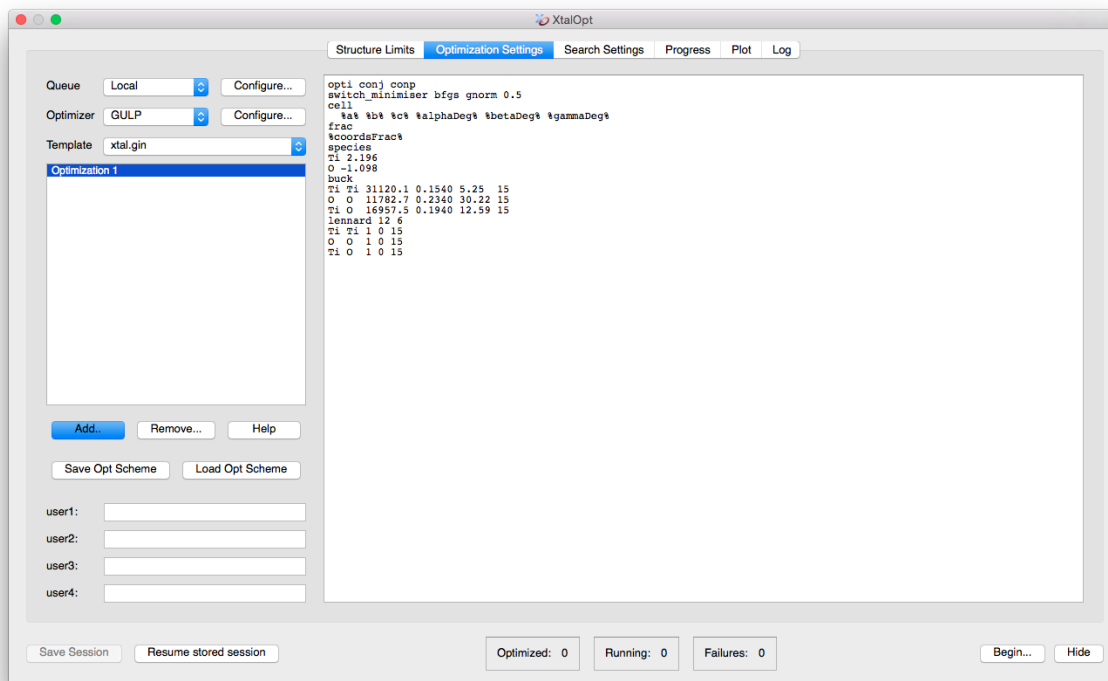 XtalOpt
Structure Limits Optimization Settings Search Settings Progress Plot Log
Queue Local Configure...
Optimizer GULP Configure...
Template xtal.gin
Optimization 1
Add.. Remove... Help
Save Opt Scheme Load Opt Scheme
user1:
user2:
user3:
user4:
opti conj conp
switch_minimiser bfgs gnorm 0.5
cell
%a% %b% %c% %alphaDeg% %betaDeg% %gammaDeg%
frac
%coordsFrac%
species
Ti 2.196
O -1.098
buck
Ti Ti 31120.1 0.1540 5.25  15
O  O  11782.7 0.2340 30.22 15
Ti O  16957.5 0.1940 12.59 15
lennard 12 6
Ti Ti 1 0 15
O  O  1 0 15
Ti O  1 0 15
Save Session Resume stored session Optimized: 0 Running: 0 Failures: 0 Begin... Hide